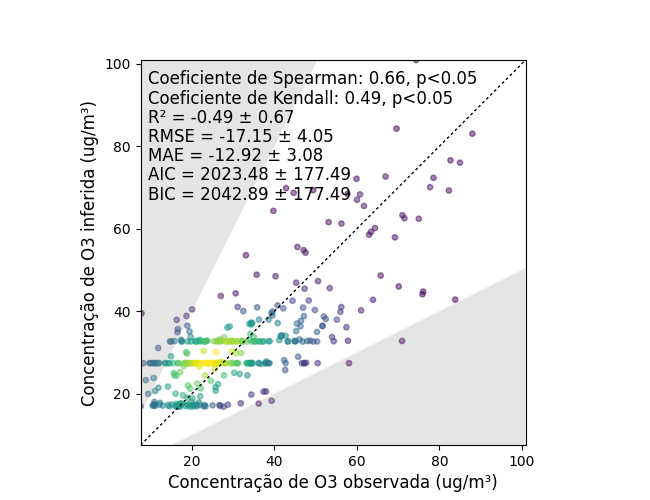 100
80
60
40
20
Concentração de O3 inferida (ug/m³)
Coeficiente de Spearman: 0.66, p<0.05
Coeficiente de Kendall: 0.49, p<0.05
R² = -0.49 ± 0.67
RMSE = -17.15 ± 4.05
MAE = -12.92 ± 3.08
AIC = 2023.48 ± 177.49
BIC = 2042.89 ± 177.49
20 40 60 80 100
Concentração de O3 observada (ug/m³)